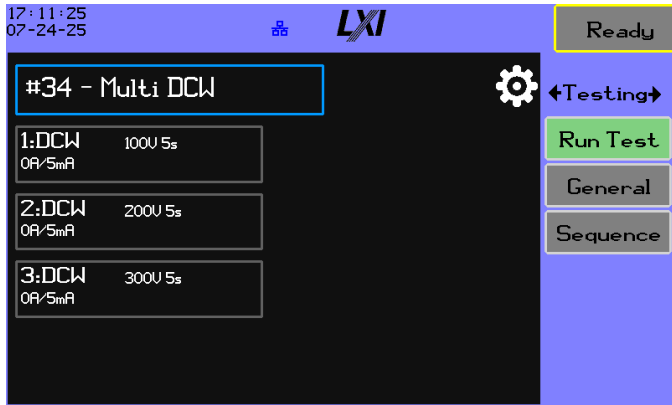 17:11:25
07-24-25
LXI
Ready
#34 - Multi DCW
←Testing→
1:DCW 100V 5s
0A/5mA
Run Test
General
2:DCW 200V 5s
0A/5mA
Sequence
3:DCW 300V 5s
0A/5mA